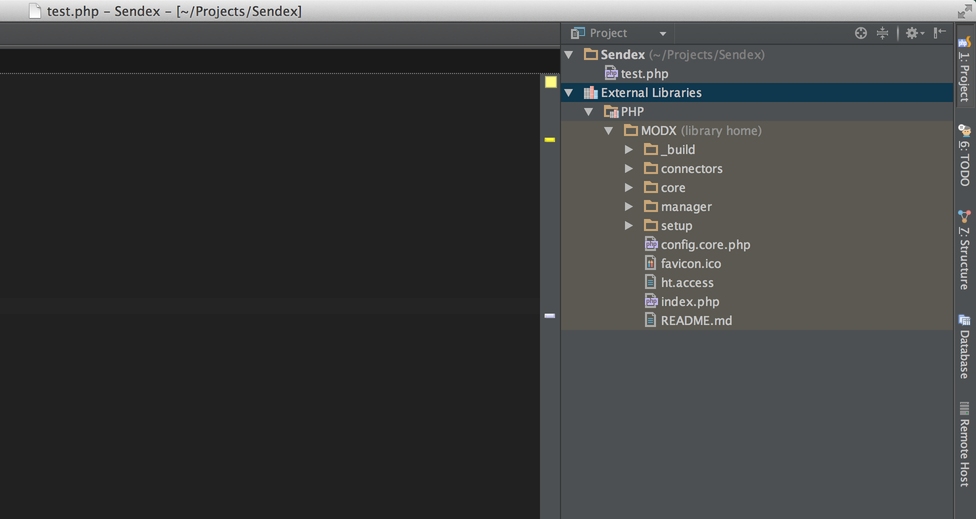 test.php – Sendex – [~/Projects/Sendex]
Project
Sendex (~/Projects/Sendex)
test.php
External Libraries
PHP
MODX (library home)
_build
connectors
core
manager
setup
config.core.php
favicon.ico
ht.access
index.php
README.md
1: Project
6: TODO
Z: Structure
Database
Remote Host